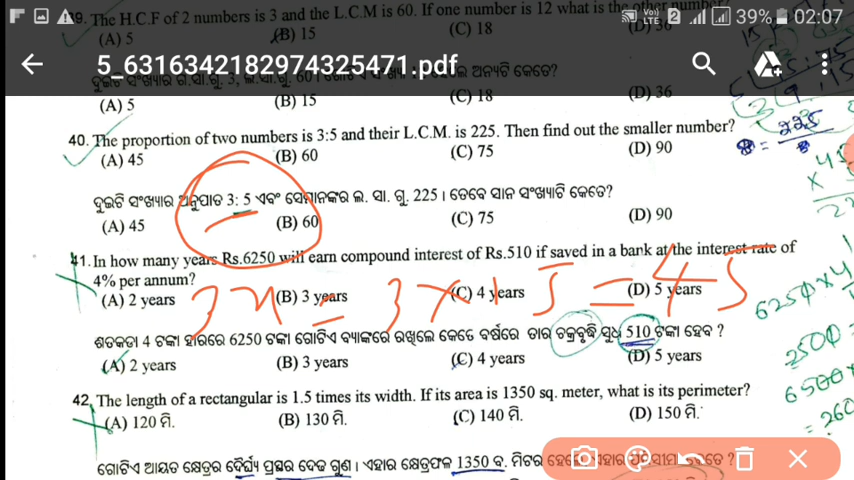 39% 02:07
39. The H.C.F of 2 numbers is 3 and the L.C.M is 60. If one number is 12 what is the other number?
(A) 5 (B) 15 (C) 18 (D) 36
5_6316342182974325471.pdf
(A) 5 (B) 15 (C) 18 (D) 36
40. The proportion of two numbers is 3:5 and their L.C.M. is 225. Then find out the smaller number?
(A) 45 (B) 60 (C) 75 (D) 90
ଦୁଇଟି ସଂଖ୍ୟାର ଅନୁପାତ 3: 5 ଏବଂ ସେମାନଙ୍କର ଲ. ସା. ଗୁ. 225 । ତେବେ ସାନ ସଂଖ୍ୟାଟି କେତେ?
(A) 45 (B) 60 (C) 75 (D) 90
41. In how many years Rs.6250 will earn compound interest of Rs.510 if saved in a bank at the interest rate of
4% per annum?
(A) 2 years (B) 3 years (C) 4 years (D) 5 years
3x = 3 x 15 = 45
ଶତକଡା 4 ଟଙ୍କା ହାରରେ 6250 ଟଙ୍କା ଗୋଟିଏ ବ୍ୟାଙ୍କରେ ରଖିଲେ କେତେ ବର୍ଷରେ ତାର ଚକ୍ରବୃଦ୍ଧି ସୁଧ 510 ଟଙ୍କା ହେବ ?
(A) 2 years (B) 3 years (C) 4 years (D) 5 years
42. The length of a rectangular is 1.5 times its width. If its area is 1350 sq. meter, what is its perimeter?
(A) 120 ମି. (B) 130 ମି. (C) 140 ମି. (D) 150 ମି.
ଗୋଟିଏ ଆୟତ କ୍ଷେତ୍ରର ଦୈର୍ଘ୍ୟ ପ୍ରସ୍ଥର ଦେଢ ଗୁଣ । ଏହାର କ୍ଷେତ୍ରଫଳ 1350 ବ. ମିଟର